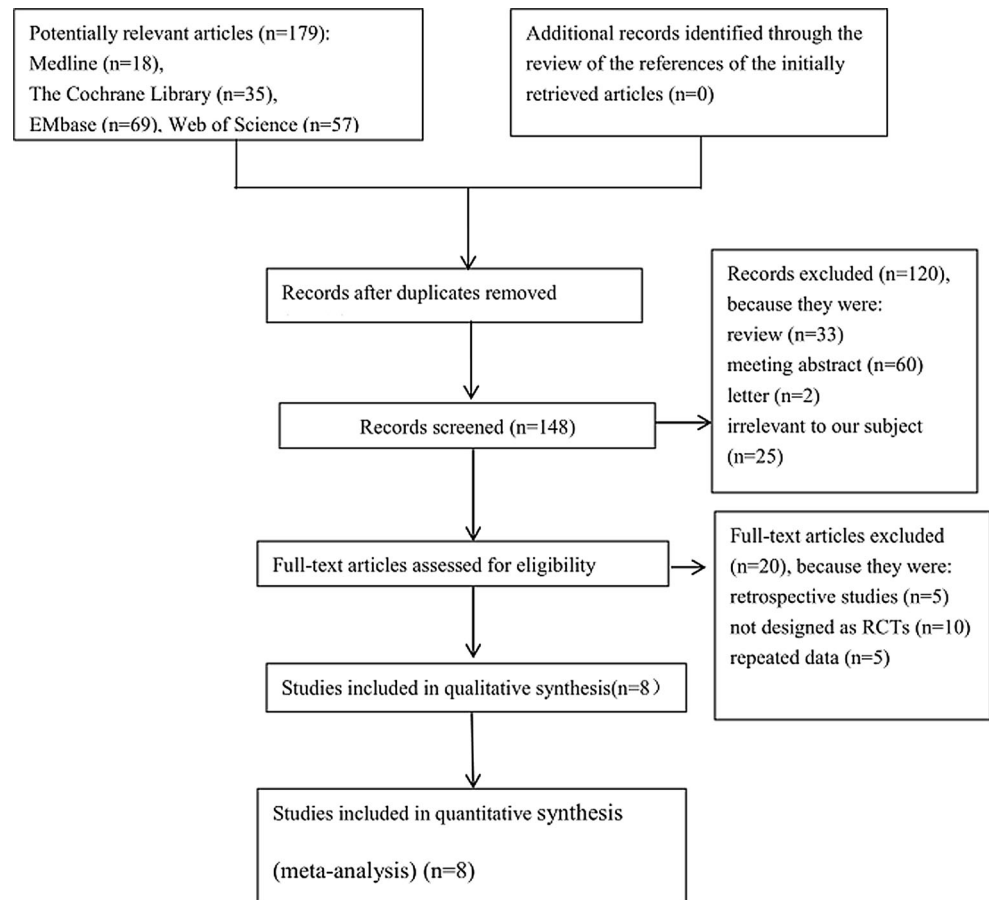 Potentially relevant articles (n=179):
Medline (n=18),
The Cochrane Library (n=35),
EMbase (n=69), Web of Science (n=57)
Additional records identified through the
review of the references of the initially
retrieved articles (n=0)
Records after duplicates removed
Records excluded (n=120),
because they were:
review (n=33)
meeting abstract (n=60)
letter (n=2)
irrelevant to our subject
(n=25)
Records screened (n=148)
Full-text articles assessed for eligibility
Full-text articles excluded
(n=20), because they were:
retrospective studies (n=5)
not designed as RCTs (n=10)
repeated data (n=5)
Studies included in qualitative synthesis(n=8）
Studies included in quantitative synthesis
(meta-analysis) (n=8)